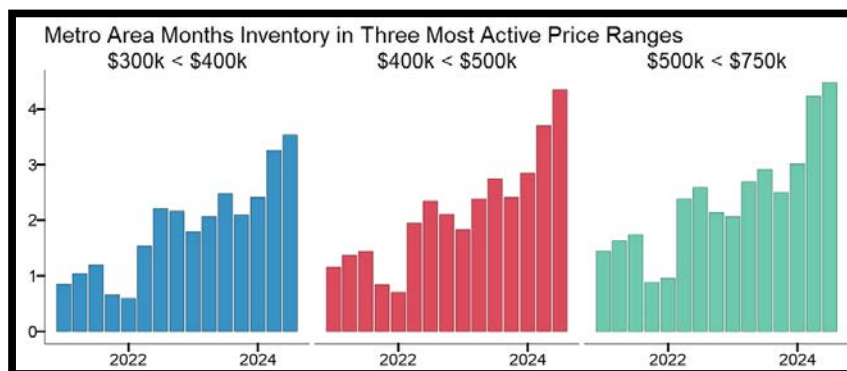 Metro Area Months Inventory in Three Most Active Price Ranges
$300k < $400k $400k < $500k $500k < $750k
4
3
2
1
0
2022 2024 2022 2024 2022 2024